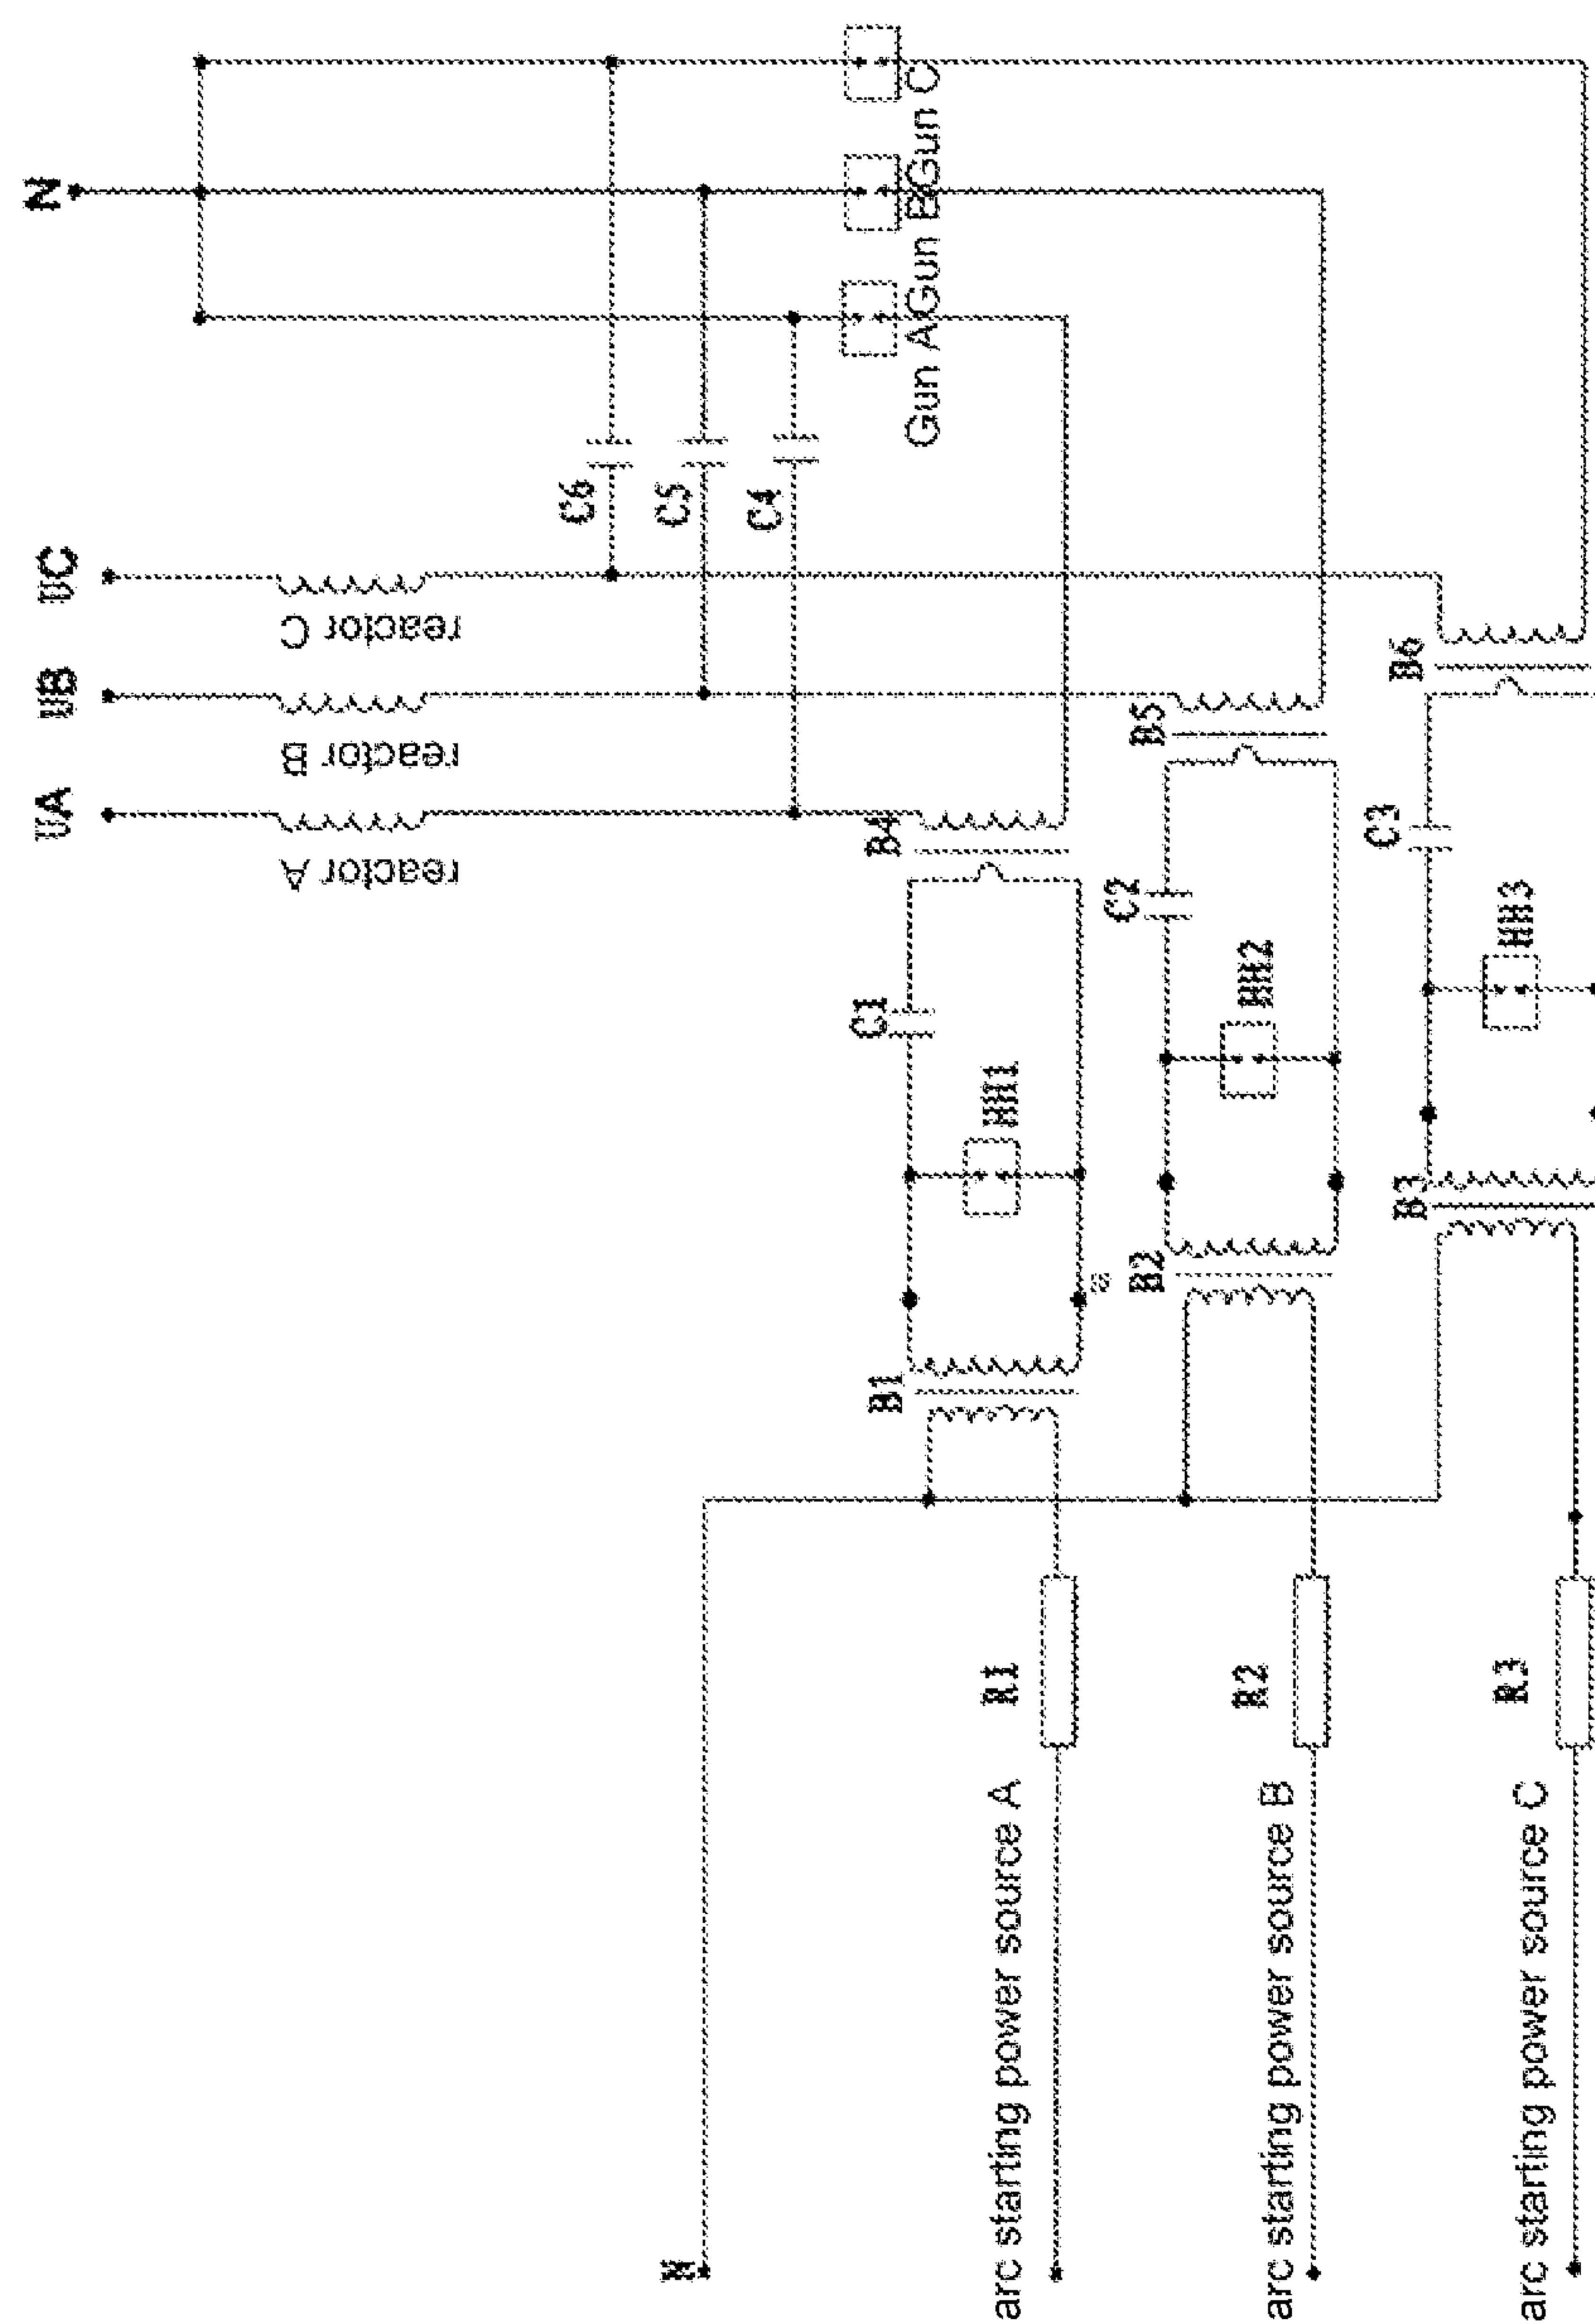 N
UC
UB
UA
reactor C
reactor B
reactor A
C6
C5
C4
Gun A
Gun B
Gun C
B4
B5
B6
C1
C2
C3
HH1
HH2
HH3
B1
B2
B3
R1
R2
R3
N
arc starting power source A
arc starting power source B
arc starting power source C